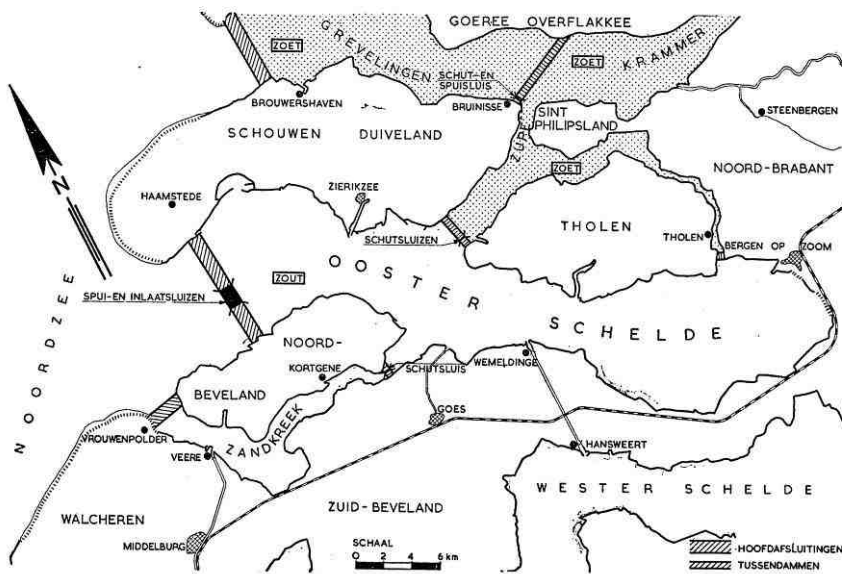 GOEREE OVERFLAKKEE
GREVELINGEN
ZOET
ZOET
KRAMMER
SCHUT-EN
SPUISLUIS
BROUWERSHAVEN
BRUINISSE
STEENBERGEN
SCHOUWEN DUIVELAND
SINT
PHILIPSLAND
ZIJPE
ZOET
NOORD-BRABANT
N
HAAMSTEDE
ZIERIKZEE
THOLEN
THOLEN
SCHUTSLUIZEN
BERGEN OP ZOOM
ZOUT
OOSTER SCHELDE
SPUI-EN INLAATSLUIZEN
NOORDZEE
NOORD-
BEVELAND
KORTGENE
SCHUTSLUIS
WEMELDINGE
GOES
VROUWENPOLDER
ZANDKREEK
VEERE
HANSWEERT
WESTER SCHELDE
WALCHEREN
ZUID-BEVELAND
MIDDELBURG
SCHAAL
0 2 4 6 km
HOOFDAFSLUITINGEN
TUSSENDAMMEN